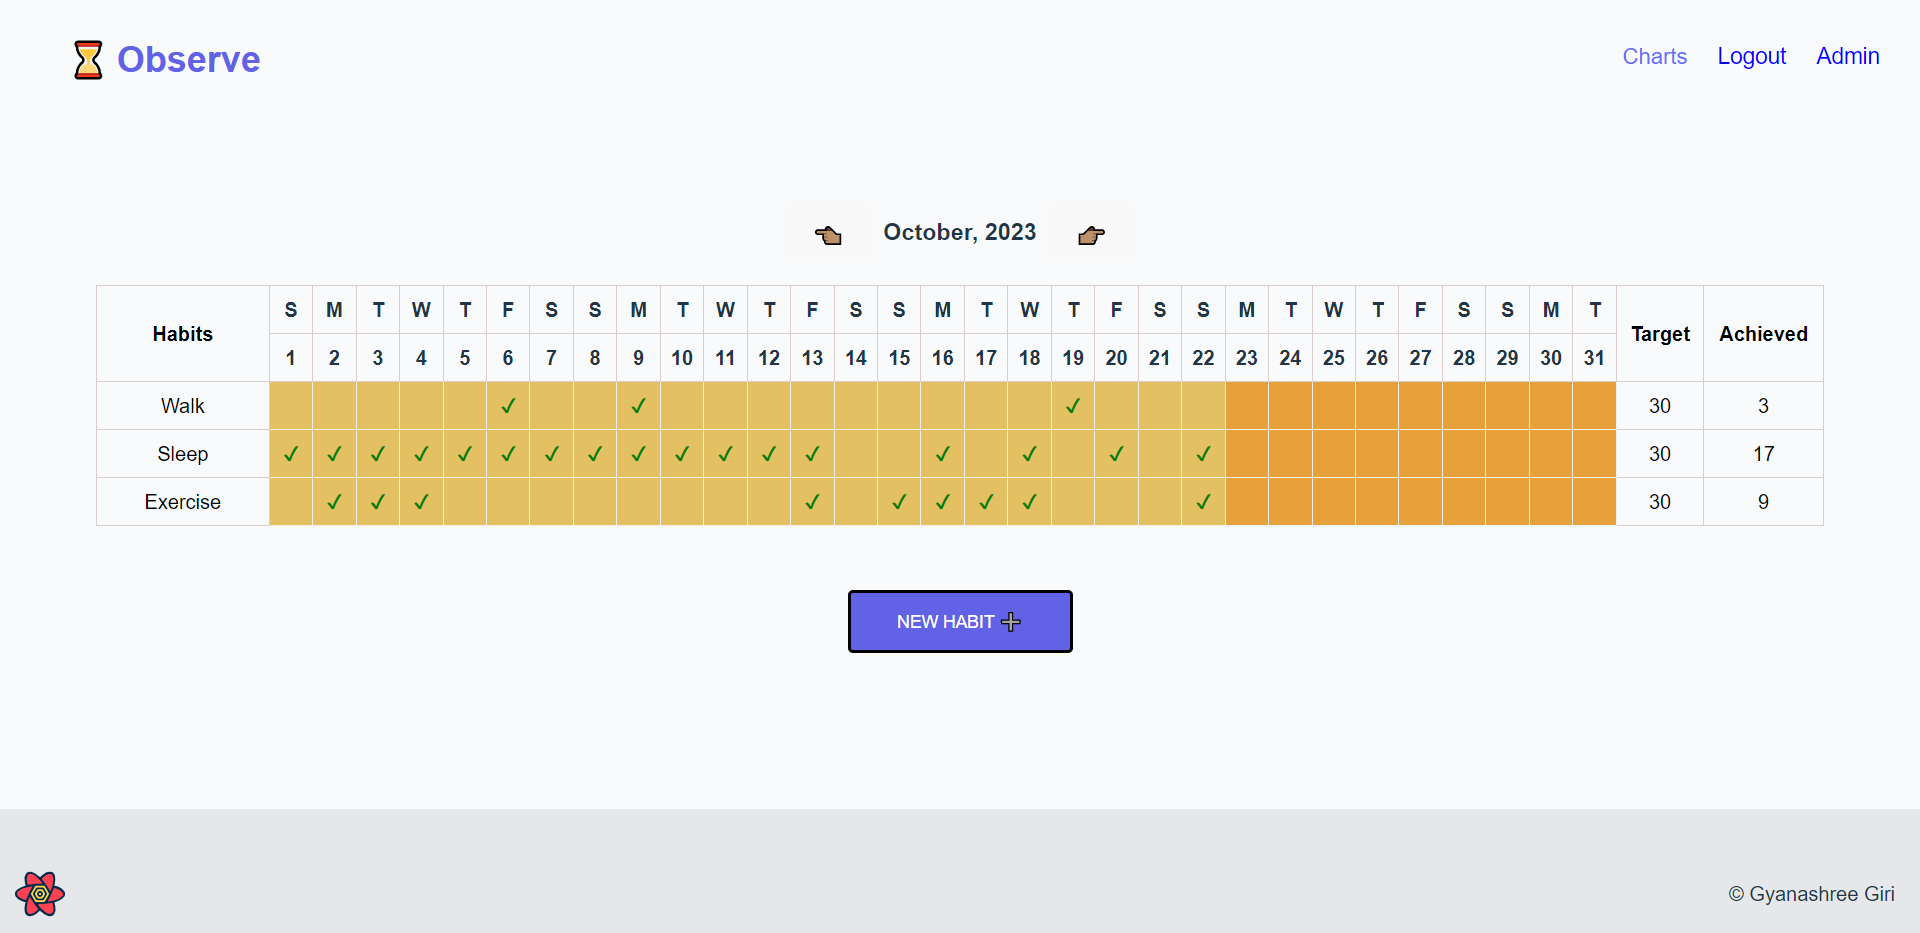 Observe
Charts Logout Admin
October, 2023
Habits S M T W T F S S M T W T F S S M T W T F S S M T W T F S S M T Target Achieved
1 2 3 4 5 6 7 8 9 10 11 12 13 14 15 16 17 18 19 20 21 22 23 24 25 26 27 28 29 30 31
Walk ✓ ✓ ✓ 30 3
Sleep ✓ ✓ ✓ ✓ ✓ ✓ ✓ ✓ ✓ ✓ ✓ ✓ ✓ ✓ ✓ ✓ ✓ 30 17
Exercise ✓ ✓ ✓ ✓ ✓ ✓ ✓ ✓ ✓ 30 9
NEW HABIT ➕
© Gyanashree Giri